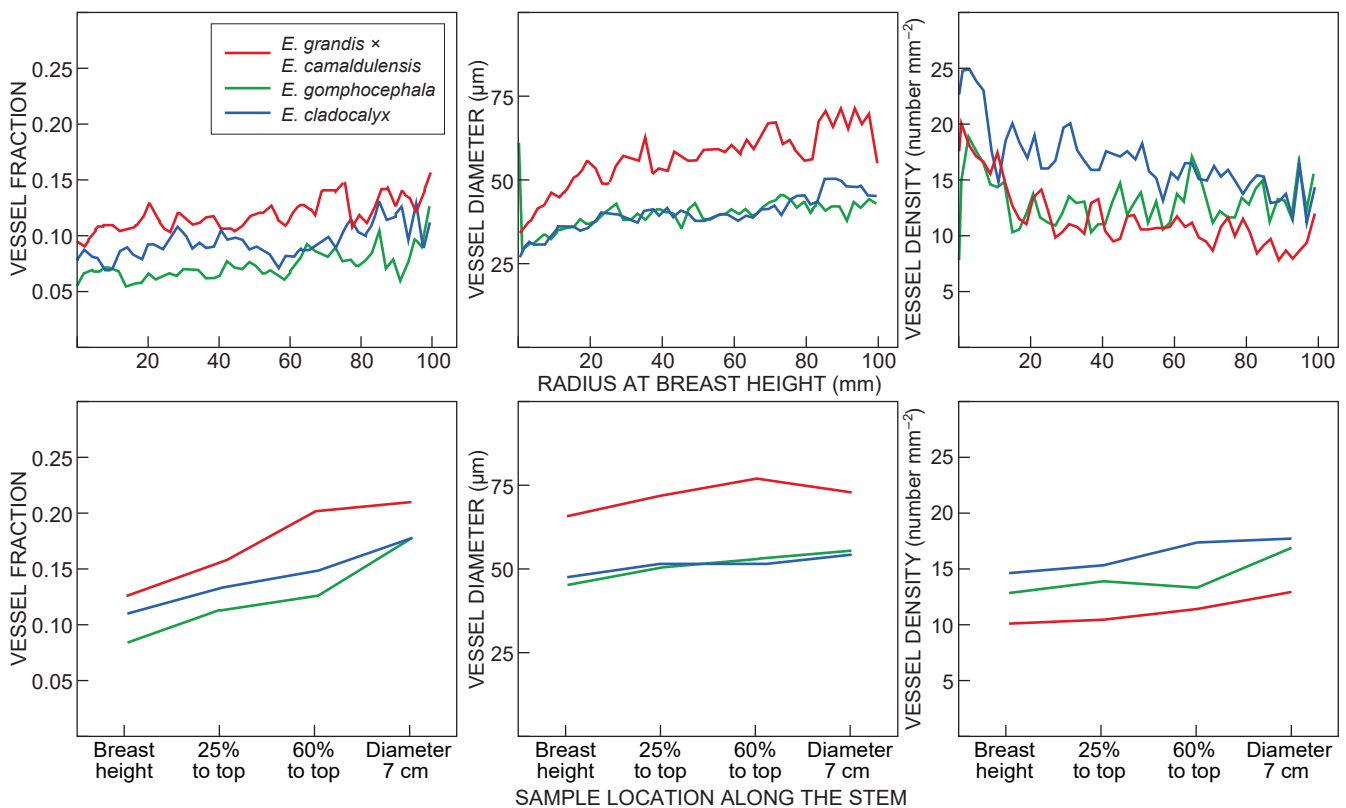 VESSEL FRACTION
0.25
0.20
0.15
0.10
0.05
E. grandis ×
E. camaldulensis
E. gomphocephala
E. cladocalyx
20
40
60
80
100
VESSEL DIAMETER (µm)
75
50
25
20
40
60
80
100
VESSEL DENSITY (number mm⁻²)
25
20
15
10
5
20
40
60
80
100
RADIUS AT BREAST HEIGHT (mm)
VESSEL FRACTION
0.25
0.20
0.15
0.10
0.05
Breast
height
25%
to top
60%
to top
Diameter
7 cm
VESSEL DIAMETER (µm)
75
50
25
Breast
height
25%
to top
60%
to top
Diameter
7 cm
VESSEL DENSITY (number mm⁻²)
25
20
15
10
5
Breast
height
25%
to top
60%
to top
Diameter
7 cm
SAMPLE LOCATION ALONG THE STEM